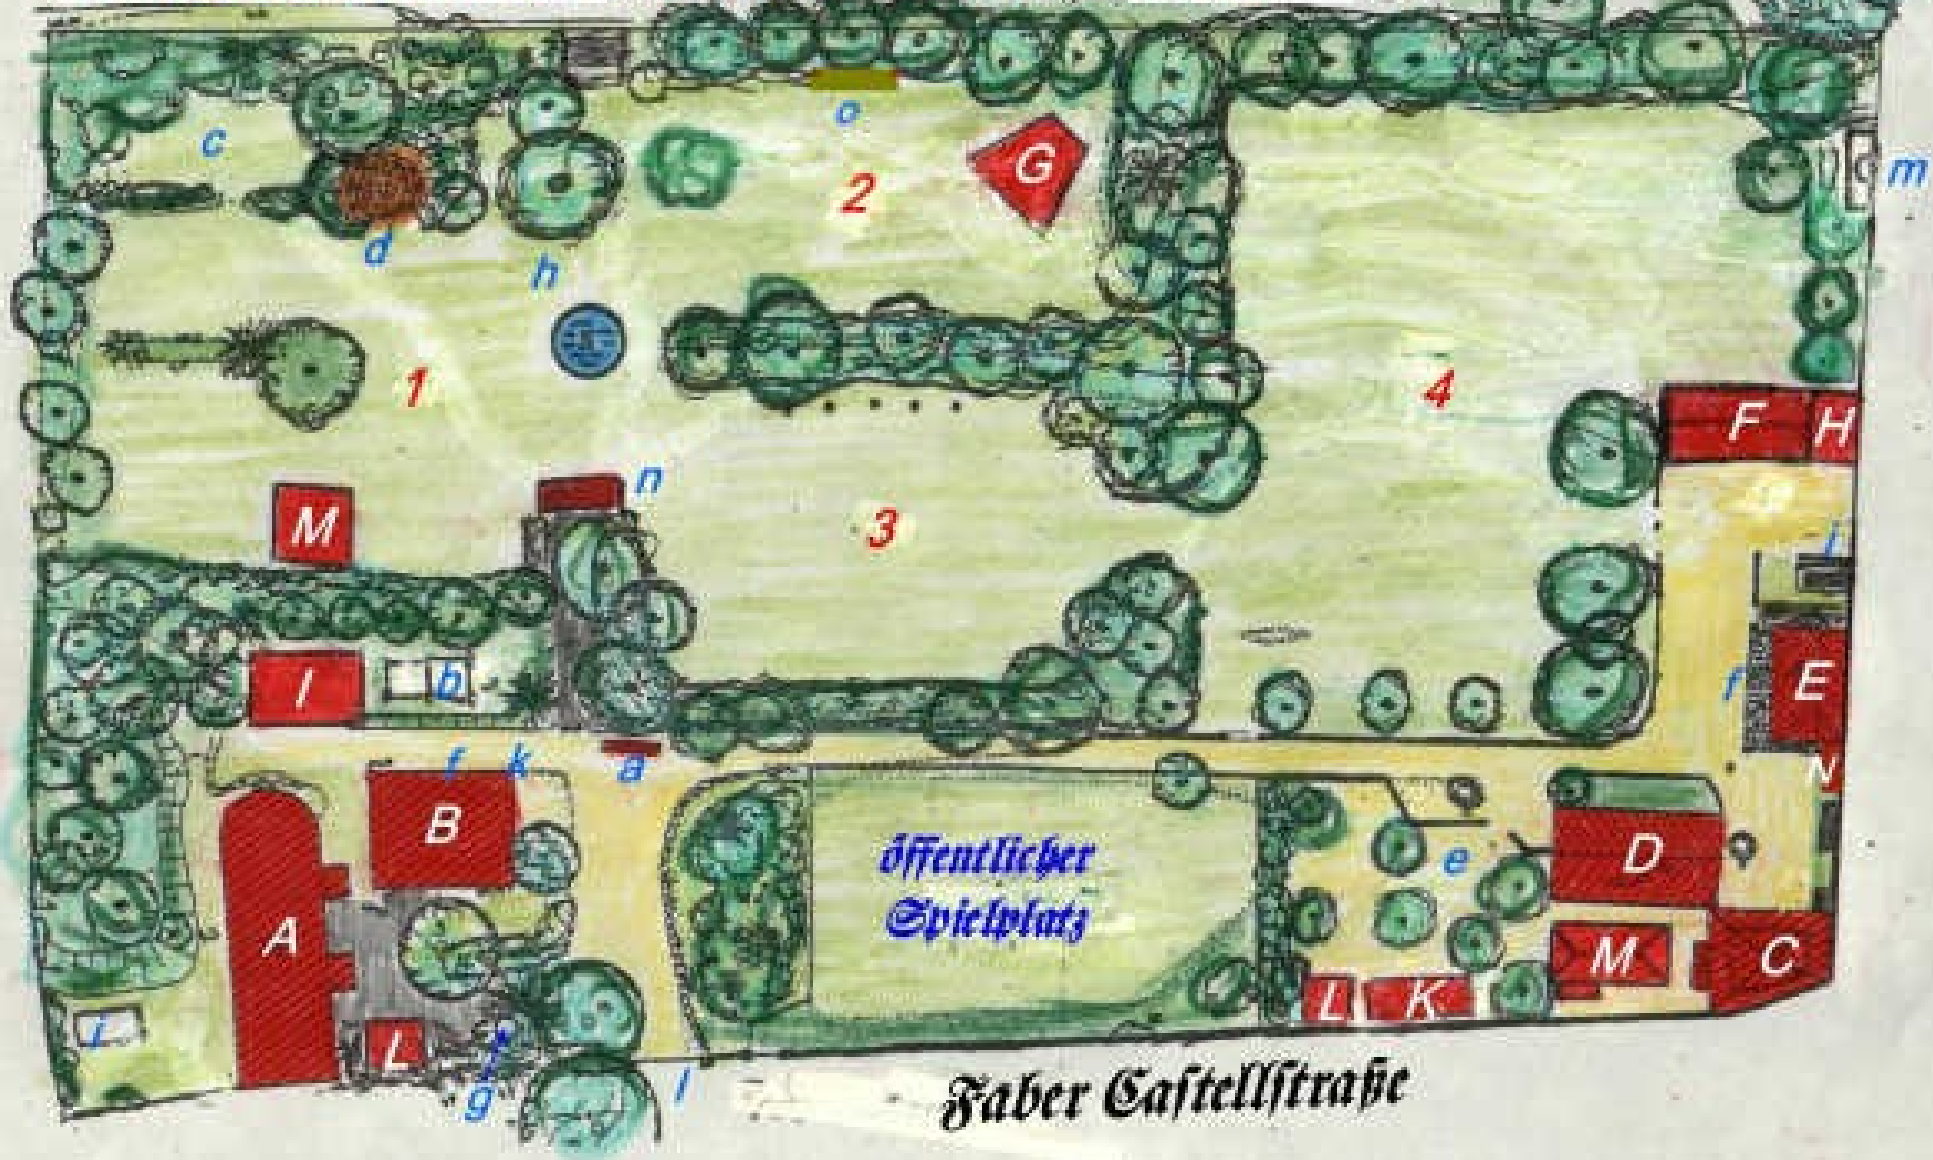 o
c
G
m
2
d
h
1
4
F H
n
M
3
i
I
b
f
E
f k a
N
B
öffentlicher
D
e
Spielplatz
A
M
C
L K
j
L
f
g
l
Faber Castellstraße